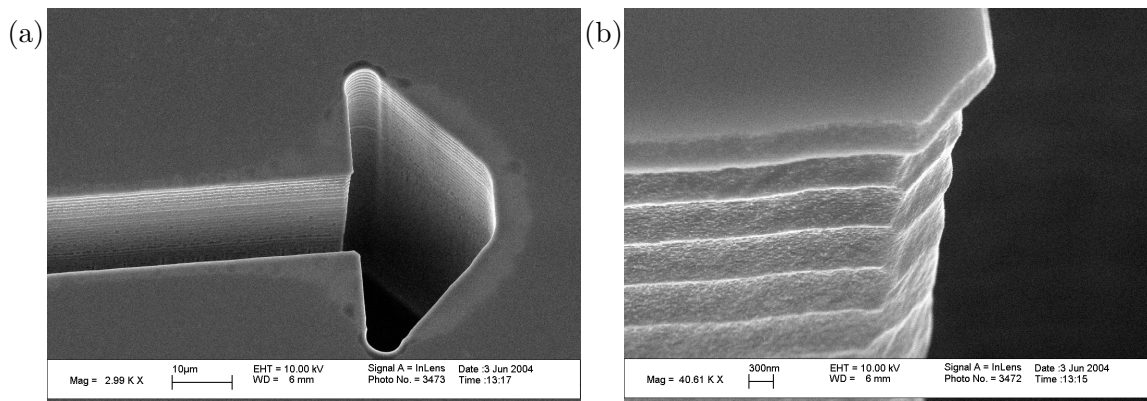 (a)
10µm
Mag = 2.99 K X
EHT = 10.00 kV
WD = 6 mm
Signal A = InLens
Photo No. = 3473
Date :3 Jun 2004
Time :13:17
(b)
300nm
Mag = 40.61 K X
EHT = 10.00 kV
WD = 6 mm
Signal A = InLens
Photo No. = 3472
Date :3 Jun 2004
Time :13:15